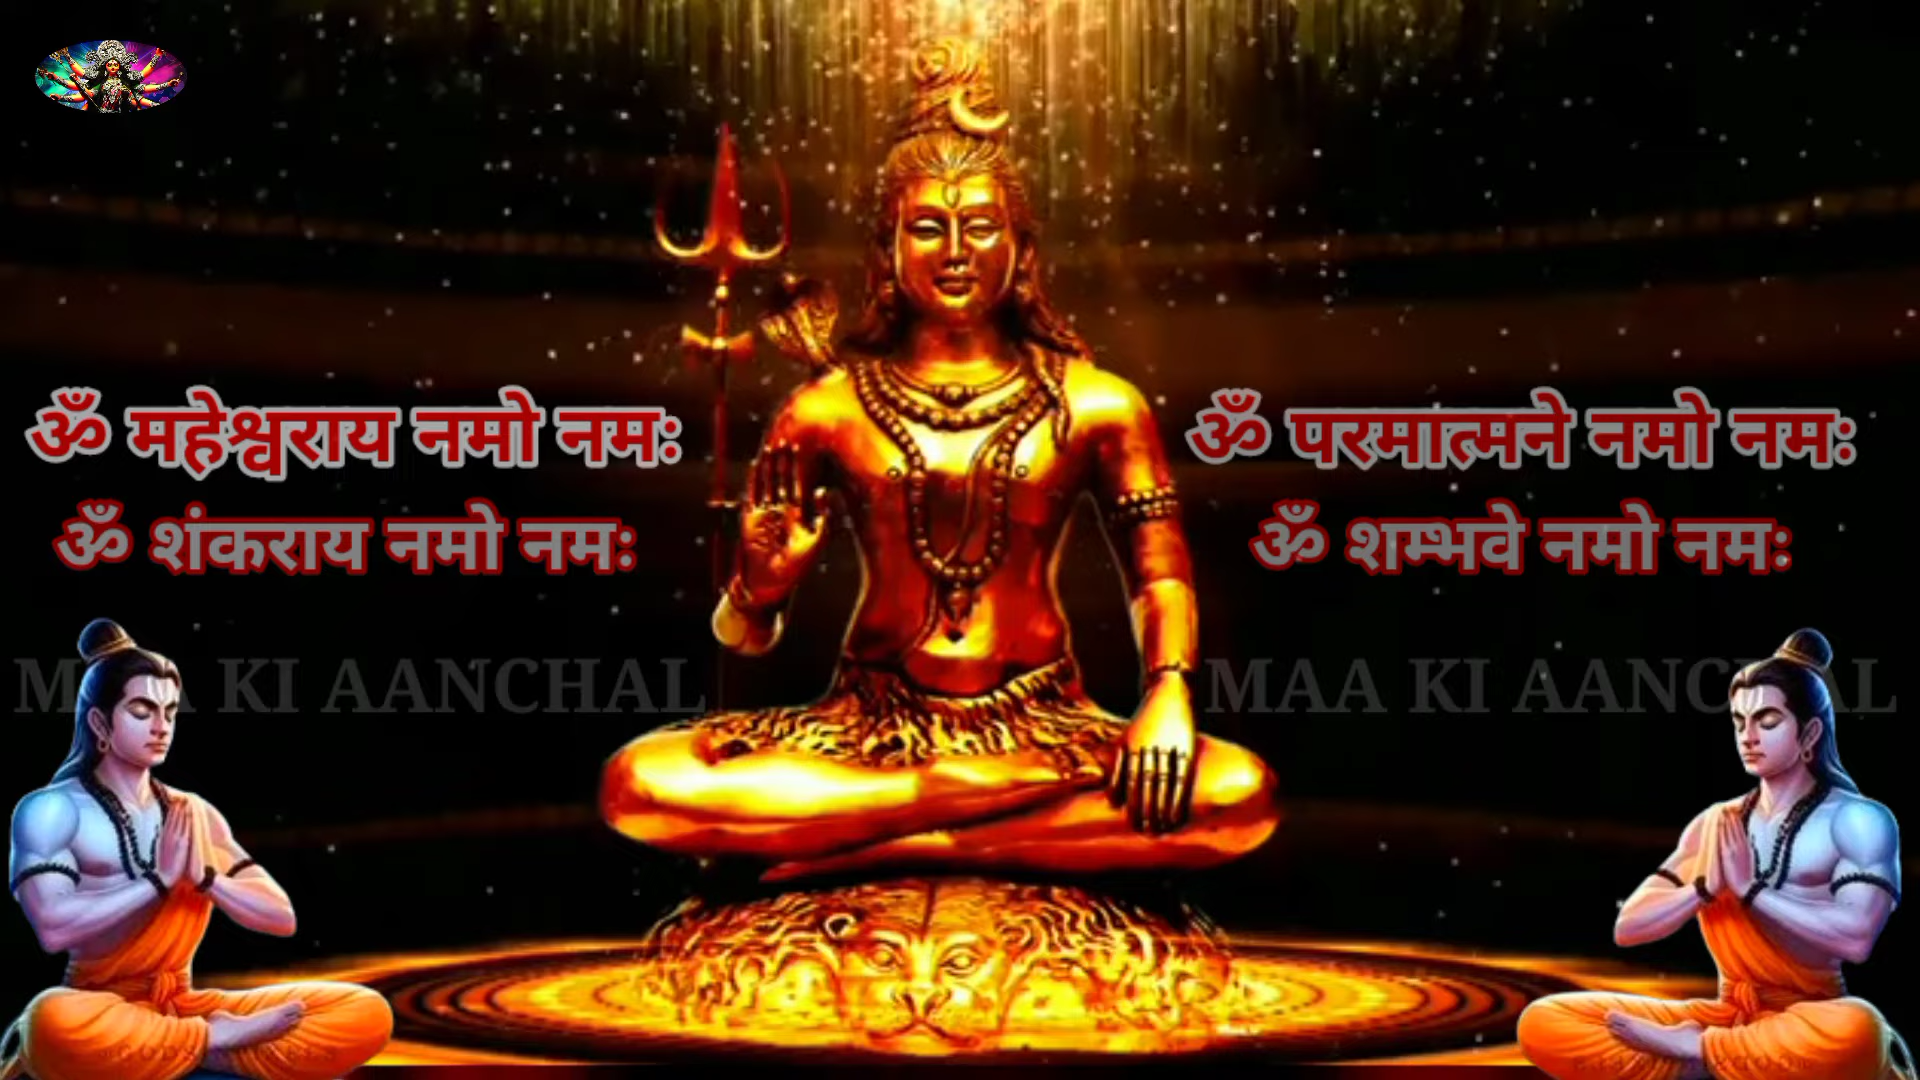 ॐ महेश्वराय नमो नमः
ॐ शंकराय नमो नमः
ॐ परमात्मने नमो नमः
ॐ शम्भवे नमो नमः
MAA KI AANCHAL
MAA KI AANCHAL